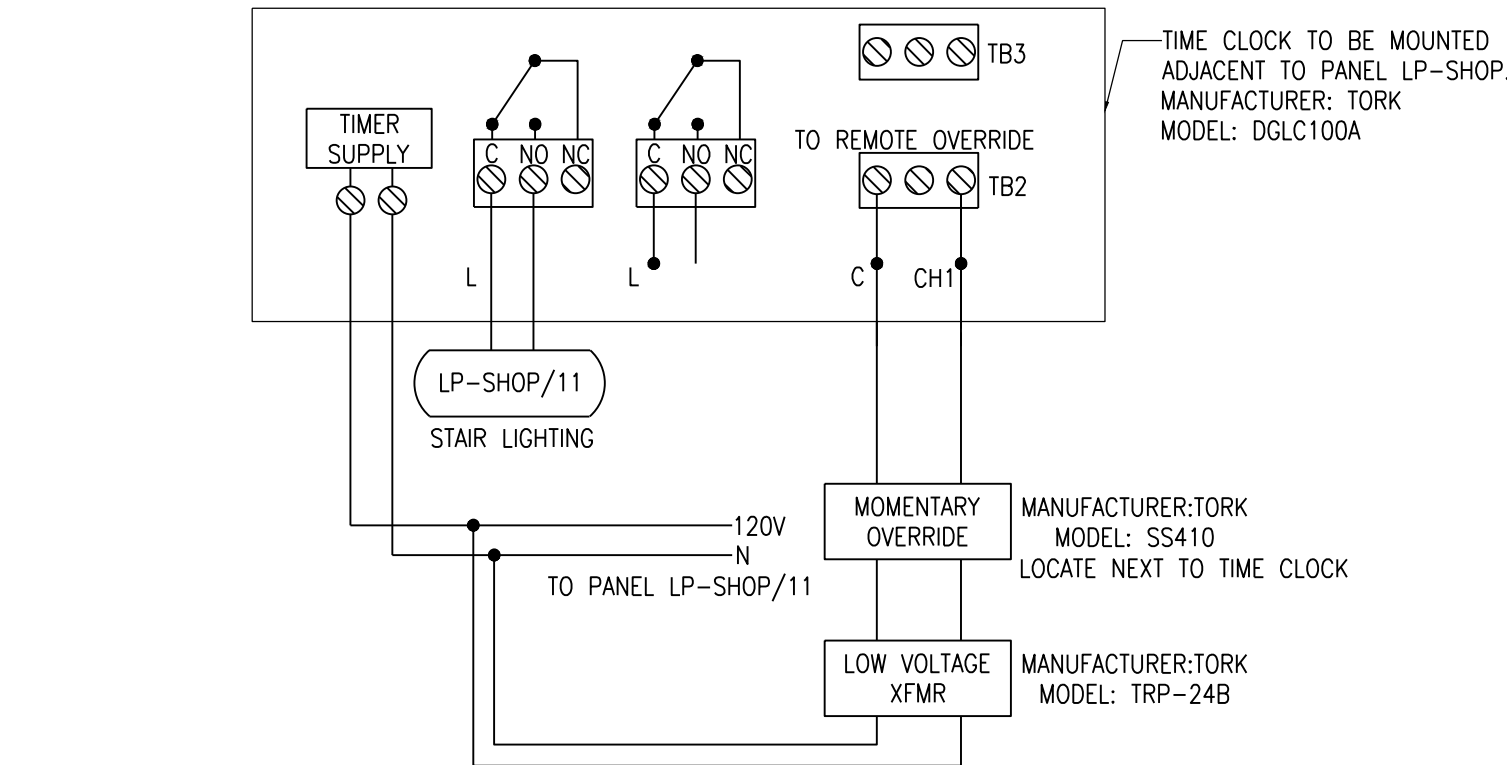 TIME CLOCK TO BE MOUNTED
ADJACENT TO PANEL LP-SHOP.
MANUFACTURER: TORK
MODEL: DGLC100A
TB3
TIMER
SUPPLY
C NO NC
C NO NC
TO REMOTE OVERRIDE
TB2
L
L
C
CH1
LP-SHOP/11
STAIR LIGHTING
120V
N
TO PANEL LP-SHOP/11
MOMENTARY
OVERRIDE
MANUFACTURER:TORK
MODEL: SS410
LOCATE NEXT TO TIME CLOCK
LOW VOLTAGE
XFMR
MANUFACTURER:TORK
MODEL: TRP-24B